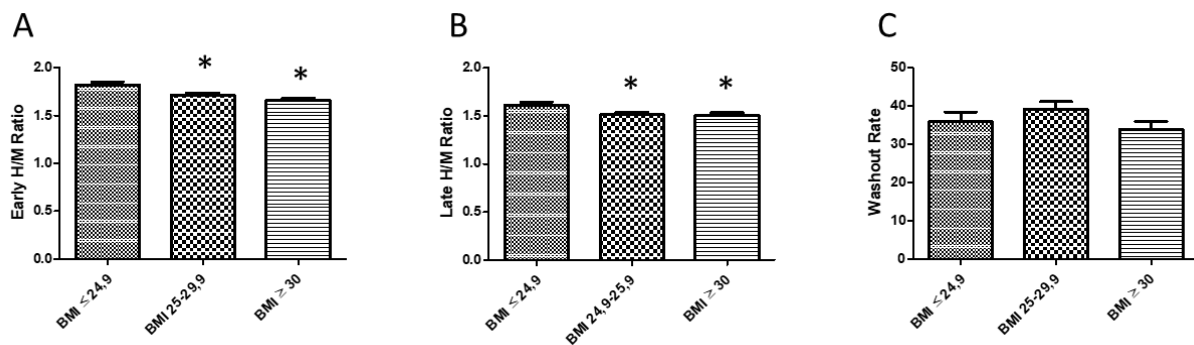 A
Early H/M Ratio
2.0
1.5
1.0
0.5
0.0
*
*
BMI ≤ 24,9
BMI 25-29,9
BMI ≥ 30
B
Late H/M Ratio
2.0
1.5
1.0
0.5
0.0
*
*
BMI ≤ 24,9
BMI 24,9-25,9
BMI ≥ 30
C
Washout Rate
50
40
30
20
10
0
BMI ≤ 24,9
BMI 25-29,9
BMI ≥ 30